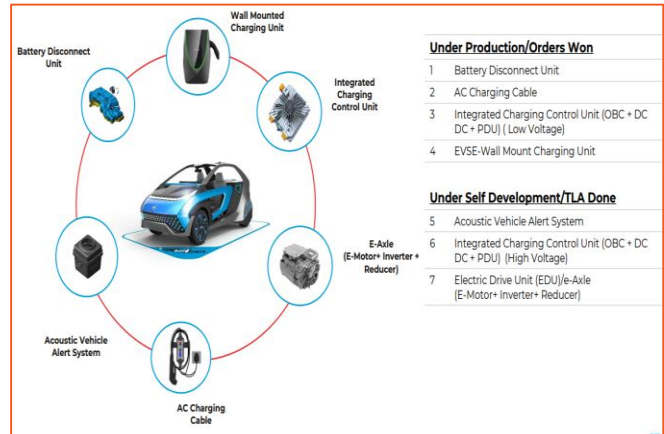 Wall Mounted
Charging Unit
Battery Disconnect
Unit
Integrated
Charging
Control Unit
E-Axle
(E-Motor+ Inverter +
Reducer)
Acoustic Vehicle
Alert System
AC Charging
Cable
Under Production/Orders Won
1 Battery Disconnect Unit
2 AC Charging Cable
3 Integrated Charging Control Unit (OBC + DC
DC + PDU) ( Low Voltage)
4 EVSE-Wall Mount Charging Unit
Under Self Development/TLA Done
5 Acoustic Vehicle Alert System
6 Integrated Charging Control Unit (OBC + DC
DC + PDU) (High Voltage)
7 Electric Drive Unit (EDU)/e-Axle
(E-Motor+ Inverter+ Reducer)